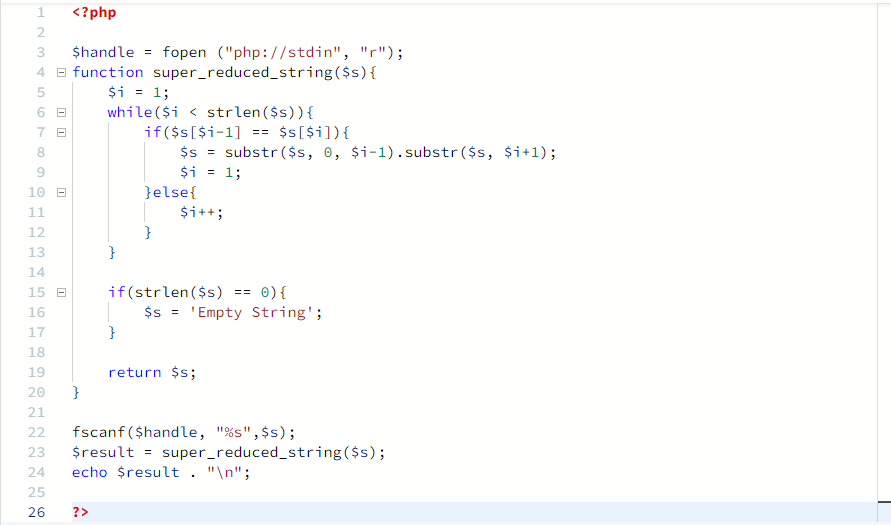 1 <?php
2
3 $handle = fopen ("php://stdin", "r");
4 function super_reduced_string($s){
5     $i = 1;
6     while($i < strlen($s)){
7         if($s[$i-1] == $s[$i]){
8             $s = substr($s, 0, $i-1).substr($s, $i+1);
9             $i = 1;
10         }else{
11             $i++;
12         }
13     }
14
15     if(strlen($s) == 0){
16         $s = 'Empty String';
17     }
18
19     return $s;
20 }
21
22 fscanf($handle, "%s",$s);
23 $result = super_reduced_string($s);
24 echo $result . "\n";
25
26 ?>